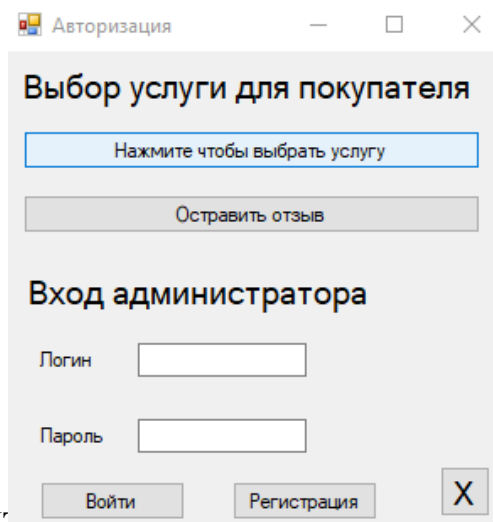 Авторизация
Выбор услуги для покупателя
Нажмите чтобы выбрать услугу
Остравить отзыв
Вход администратора
Логин
Пароль
Войти
Регистрация
X